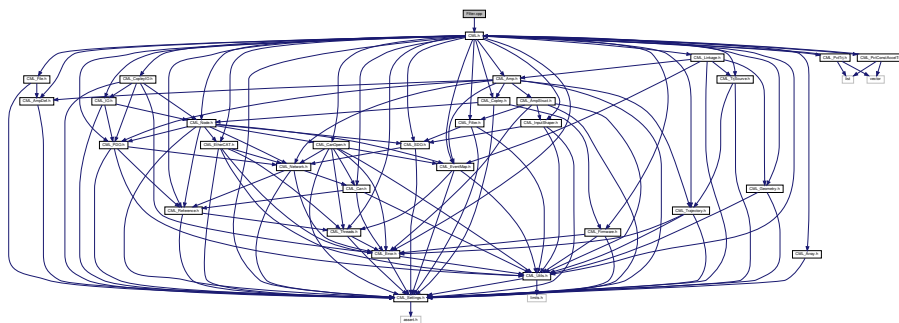 Filter.cpp
CML.h
CML_Linkage.h
CML_PvtTrj.h
CML_PvtConstAccelTrj.h
CML_File.h
CML_CopleyIO.h
CML_Amp.h
CML_TrjScurve.h
list
vector
CML_AmpDef.h
CML_IO.h
CML_Copley.h
CML_AmpStruct.h
CML_Node.h
CML_Filter.h
CML_InputShaper.h
CML_PDO.h
CML_EtherCAT.h
CML_CanOpen.h
CML_SDO.h
CML_Network.h
CML_EventMap.h
CML_Can.h
CML_Geometry.h
CML_Reference.h
CML_Trajectory.h
CML_Threads.h
CML_Firmware.h
CML_Error.h
CML_Array.h
CML_Utils.h
CML_Settings.h
limits.h
assert.h